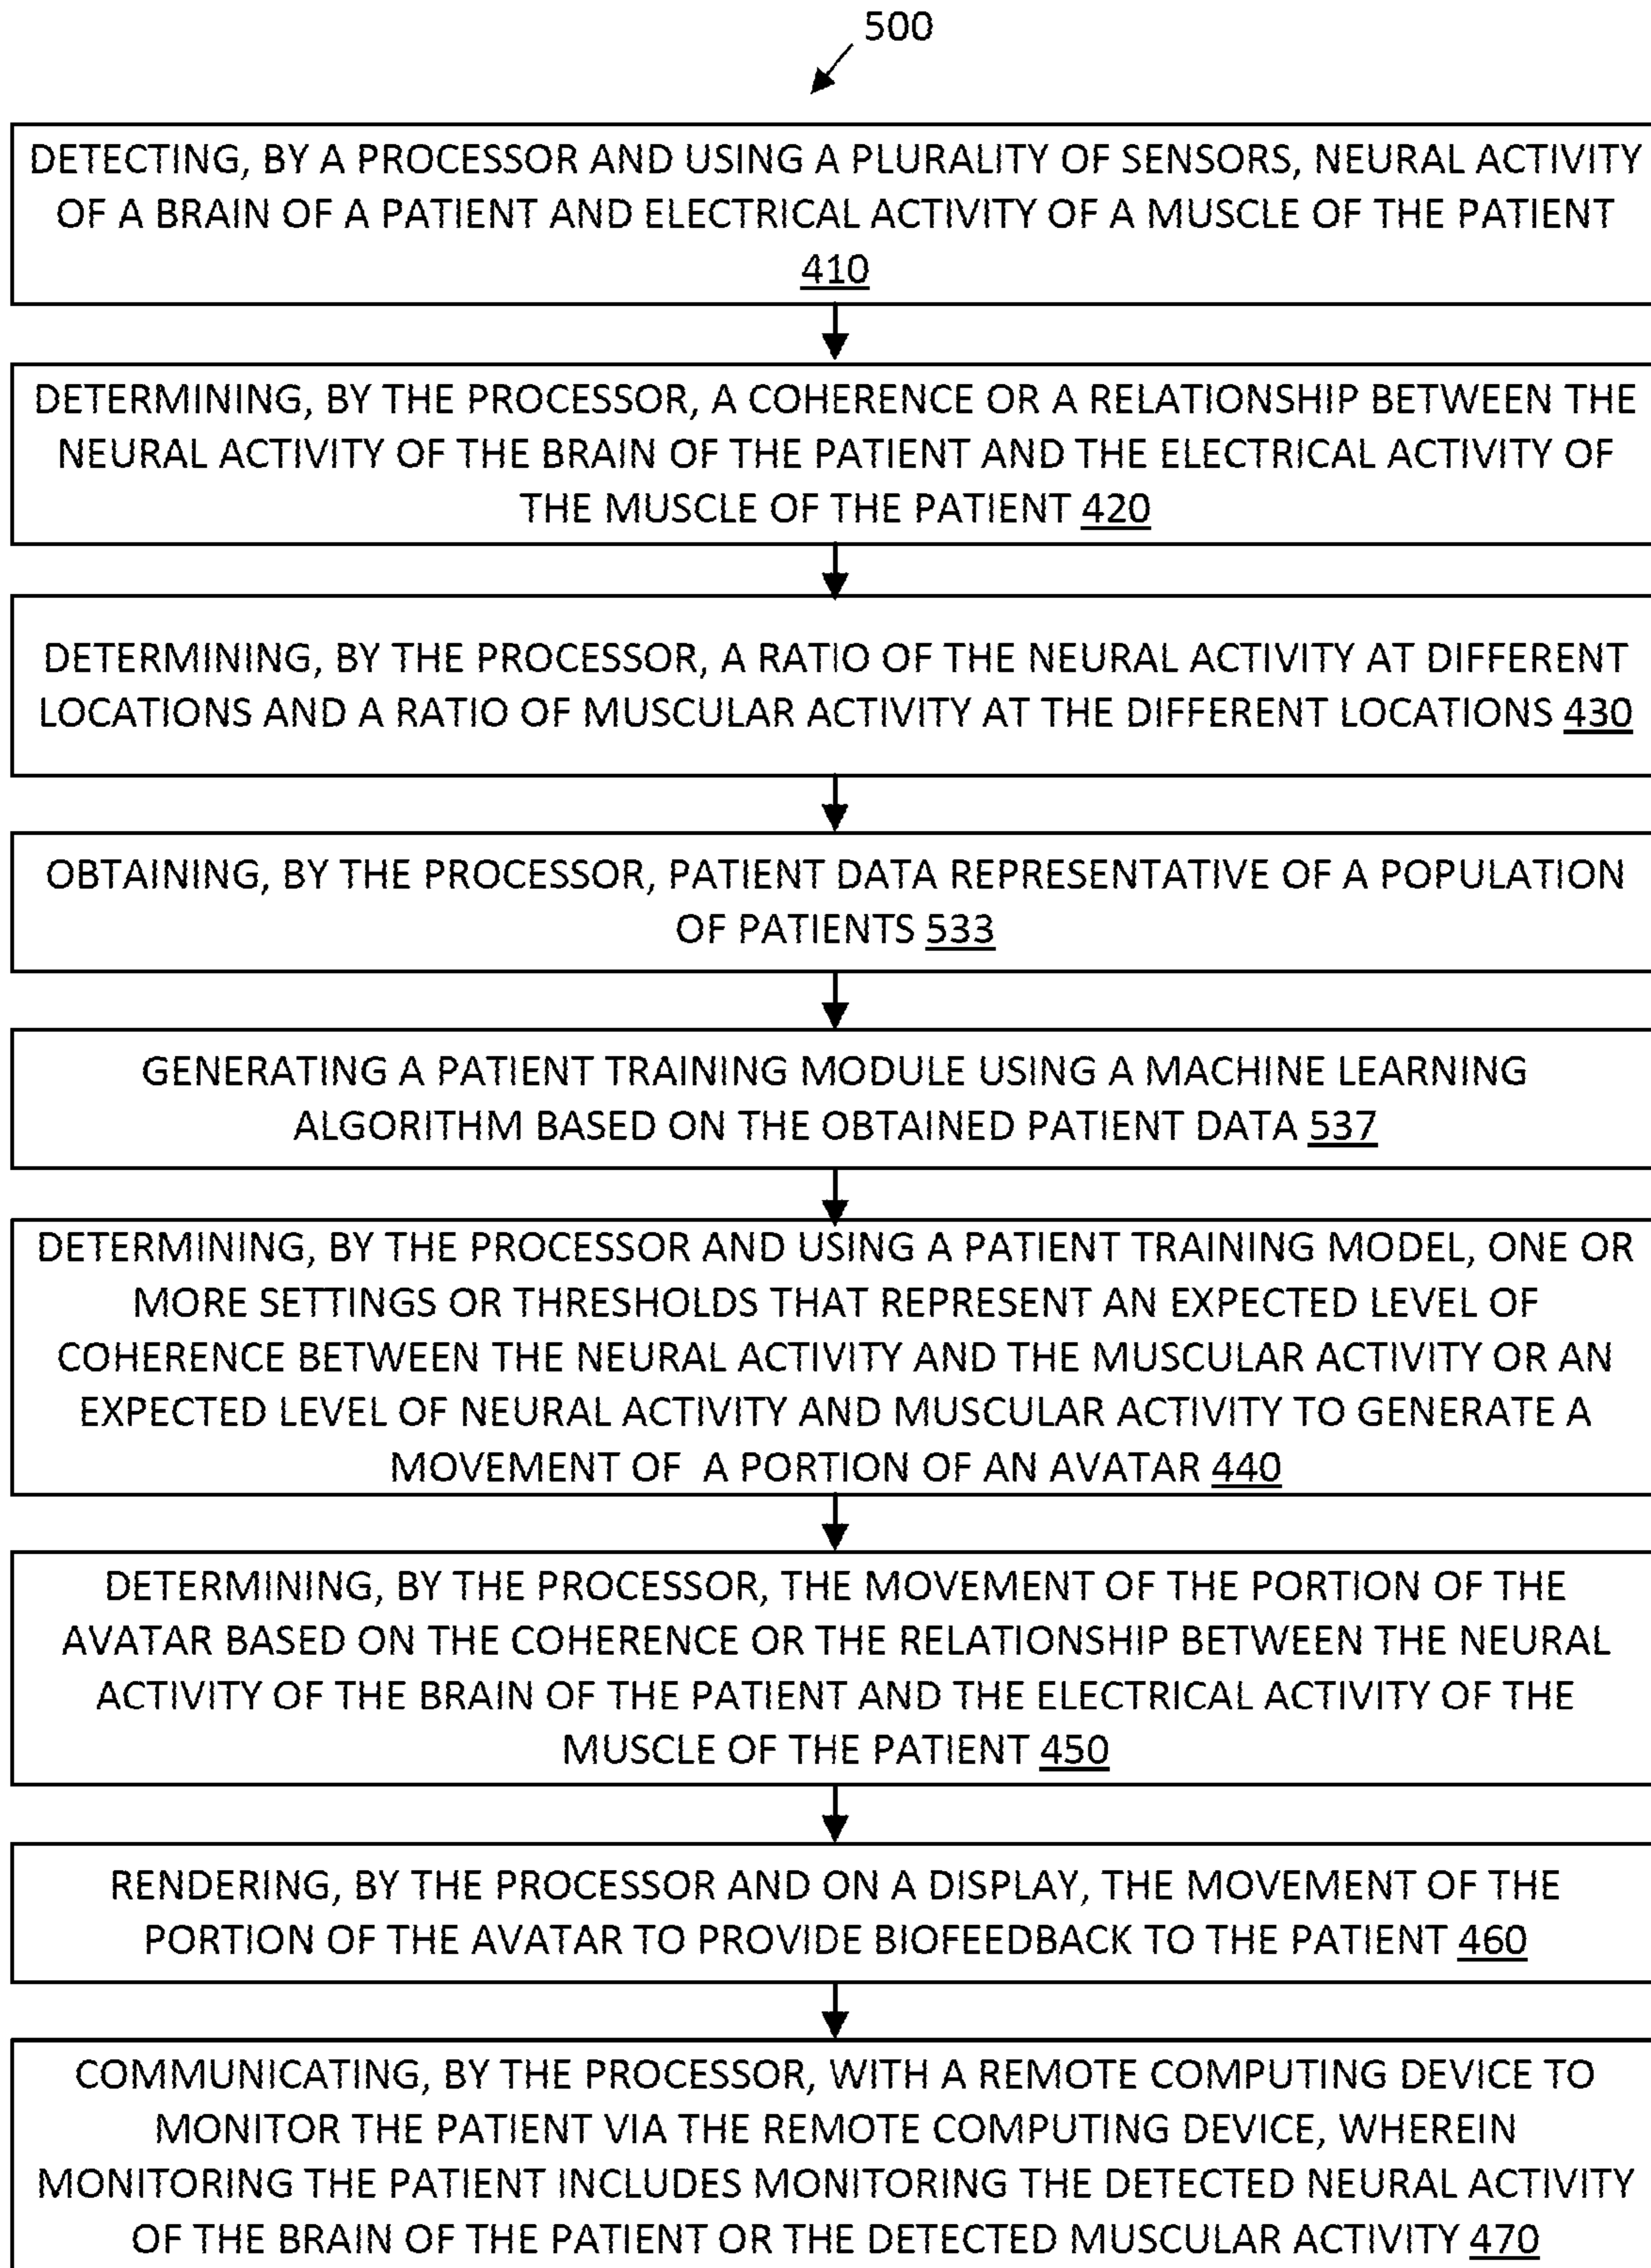 500
DETECTING, BY A PROCESSOR AND USING A PLURALITY OF SENSORS, NEURAL ACTIVITY
OF A BRAIN OF A PATIENT AND ELECTRICAL ACTIVITY OF A MUSCLE OF THE PATIENT
410
DETERMINING, BY THE PROCESSOR, A COHERENCE OR A RELATIONSHIP BETWEEN THE
NEURAL ACTIVITY OF THE BRAIN OF THE PATIENT AND THE ELECTRICAL ACTIVITY OF
THE MUSCLE OF THE PATIENT 420
DETERMINING, BY THE PROCESSOR, A RATIO OF THE NEURAL ACTIVITY AT DIFFERENT
LOCATIONS AND A RATIO OF MUSCULAR ACTIVITY AT THE DIFFERENT LOCATIONS 430
OBTAINING, BY THE PROCESSOR, PATIENT DATA REPRESENTATIVE OF A POPULATION
OF PATIENTS 533
GENERATING A PATIENT TRAINING MODULE USING A MACHINE LEARNING
ALGORITHM BASED ON THE OBTAINED PATIENT DATA 537
DETERMINING, BY THE PROCESSOR AND USING A PATIENT TRAINING MODEL, ONE OR
MORE SETTINGS OR THRESHOLDS THAT REPRESENT AN EXPECTED LEVEL OF
COHERENCE BETWEEN THE NEURAL ACTIVITY AND THE MUSCULAR ACTIVITY OR AN
EXPECTED LEVEL OF NEURAL ACTIVITY AND MUSCULAR ACTIVITY TO GENERATE A
MOVEMENT OF A PORTION OF AN AVATAR 440
DETERMINING, BY THE PROCESSOR, THE MOVEMENT OF THE PORTION OF THE
AVATAR BASED ON THE COHERENCE OR THE RELATIONSHIP BETWEEN THE NEURAL
ACTIVITY OF THE BRAIN OF THE PATIENT AND THE ELECTRICAL ACTIVITY OF THE
MUSCLE OF THE PATIENT 450
RENDERING, BY THE PROCESSOR AND ON A DISPLAY, THE MOVEMENT OF THE
PORTION OF THE AVATAR TO PROVIDE BIOFEEDBACK TO THE PATIENT 460
COMMUNICATING, BY THE PROCESSOR, WITH A REMOTE COMPUTING DEVICE TO
MONITOR THE PATIENT VIA THE REMOTE COMPUTING DEVICE, WHEREIN
MONITORING THE PATIENT INCLUDES MONITORING THE DETECTED NEURAL ACTIVITY
OF THE BRAIN OF THE PATIENT OR THE DETECTED MUSCULAR ACTIVITY 470